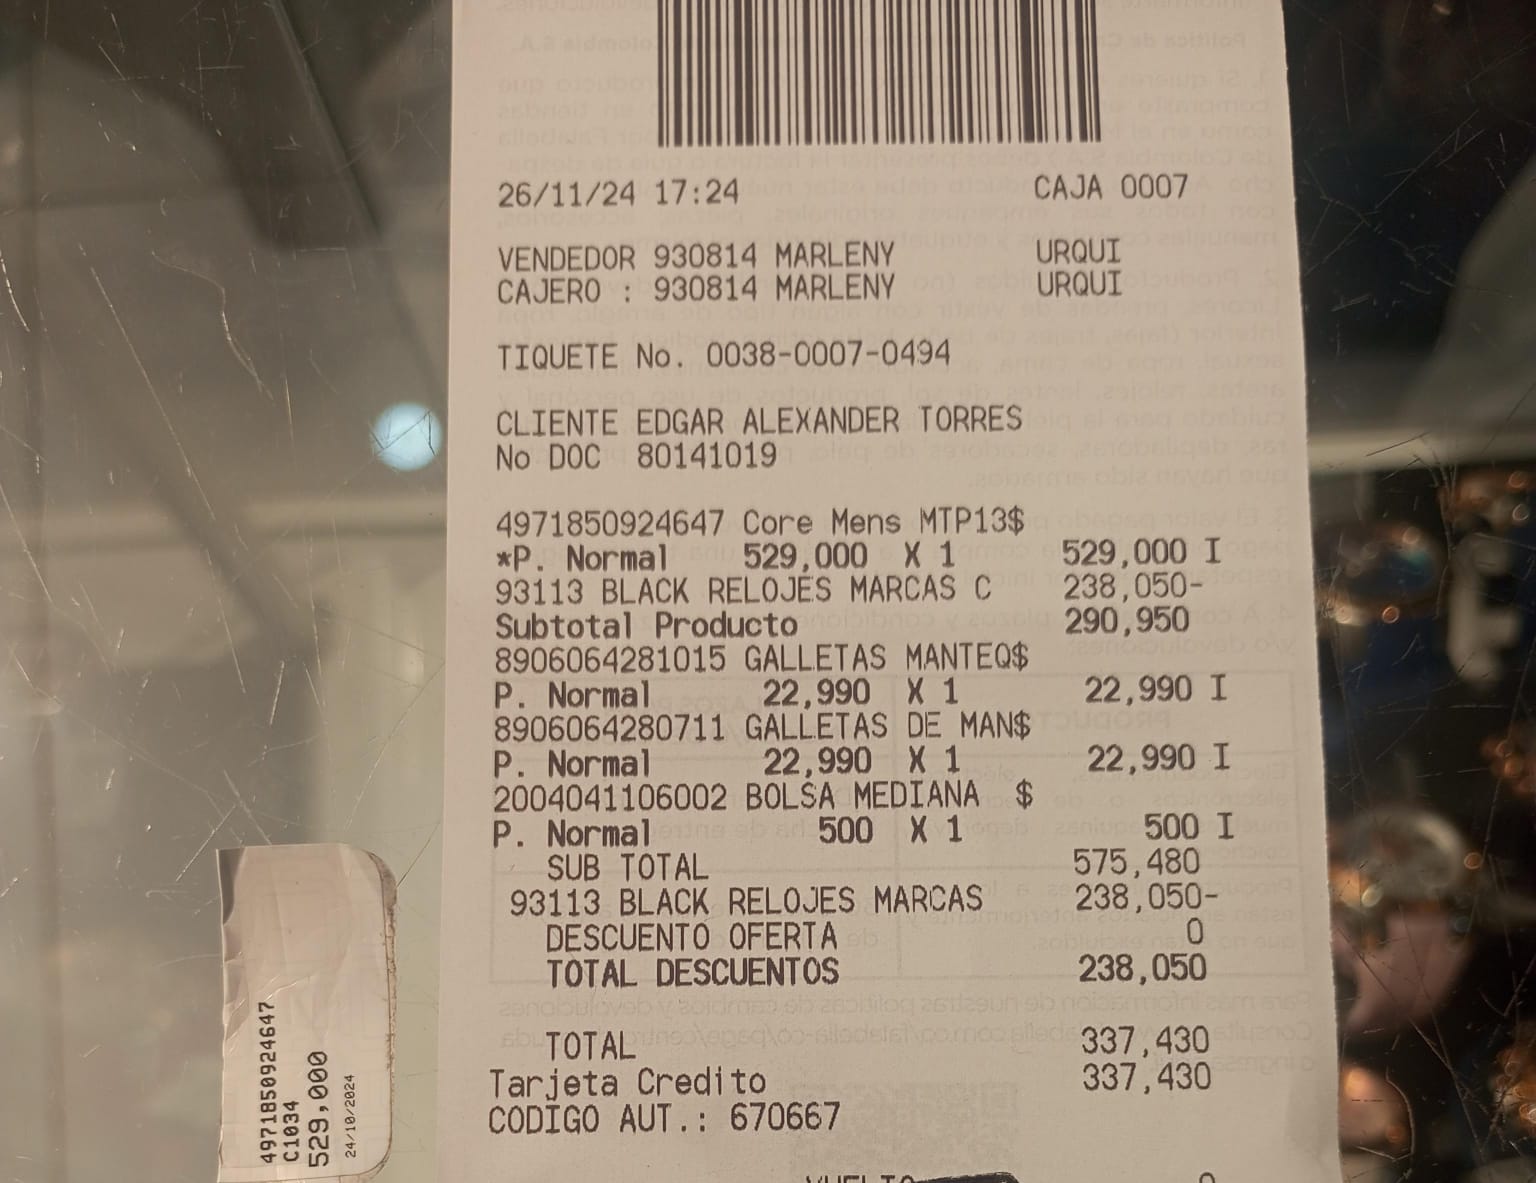 26/11/24 17:24 CAJA 0007
VENDEDOR 930814 MARLENY URQUI
CAJERO : 930814 MARLENY URQUI
TIQUETE No. 0038-0007-0494
CLIENTE EDGAR ALEXANDER TORRES
No DOC 80141019
4971850924647 Core Mens MTP13$
*P. Normal 529,000 X 1 529,000 I
93113 BLACK RELOJES MARCAS C 238,050-
Subtotal Producto 290,950
8906064281015 GALLETAS MANTEQ$
P. Normal 22,990 X 1 22,990 I
8906064280711 GALLETAS DE MAN$
P. Normal 22,990 X 1 22,990 I
2004041106002 BOLSA MEDIANA $
P. Normal 500 X 1 500 I
SUB TOTAL 575,480
93113 BLACK RELOJES MARCAS 238,050-
DESCUENTO OFERTA 0
TOTAL DESCUENTOS 238,050
TOTAL 337,430
Tarjeta Credito 337,430
CODIGO AUT.: 670667
4971850924647
C1034
529,000
24/10/2024